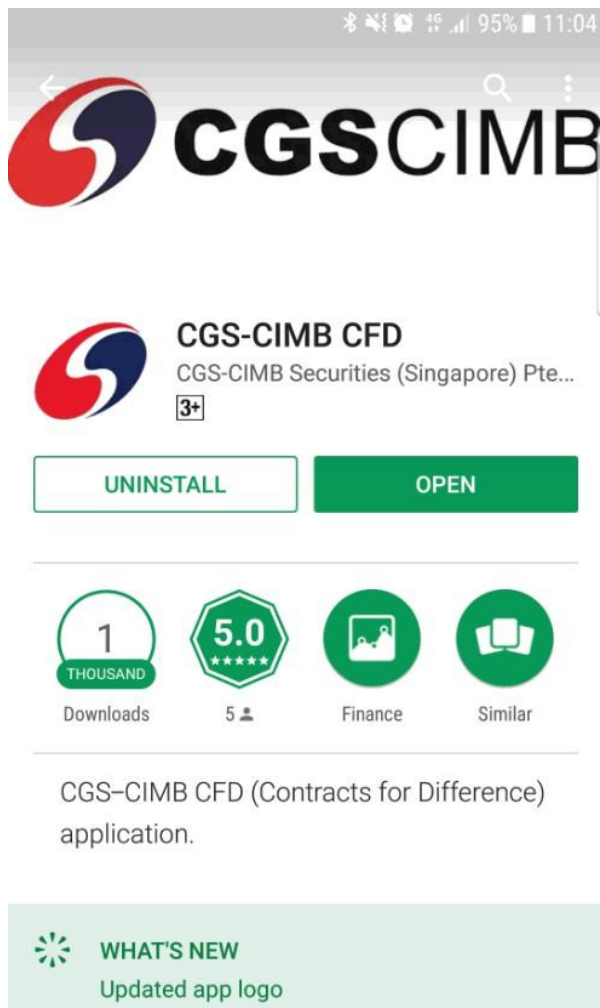 4G 95% 11:04
CGSCIMB
CGS-CIMB CFD
CGS-CIMB Securities (Singapore) Pte...
3+
UNINSTALL
OPEN
1
THOUSAND
Downloads
5.0
5
Finance
Similar
CGS–CIMB CFD (Contracts for Difference)
application.
WHAT'S NEW
Updated app logo